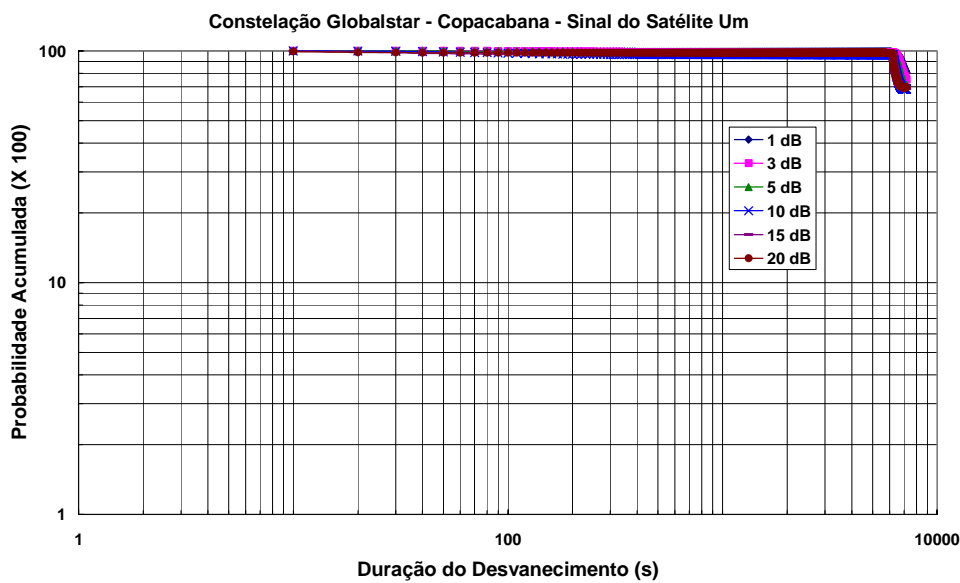 Constelação Globalstar - Copacabana - Sinal do Satélite Um
Probabilidade Acumulada (X 100)
100
10
1
1 dB
3 dB
5 dB
10 dB
15 dB
20 dB
1
100
10000
Duração do Desvanecimento (s)